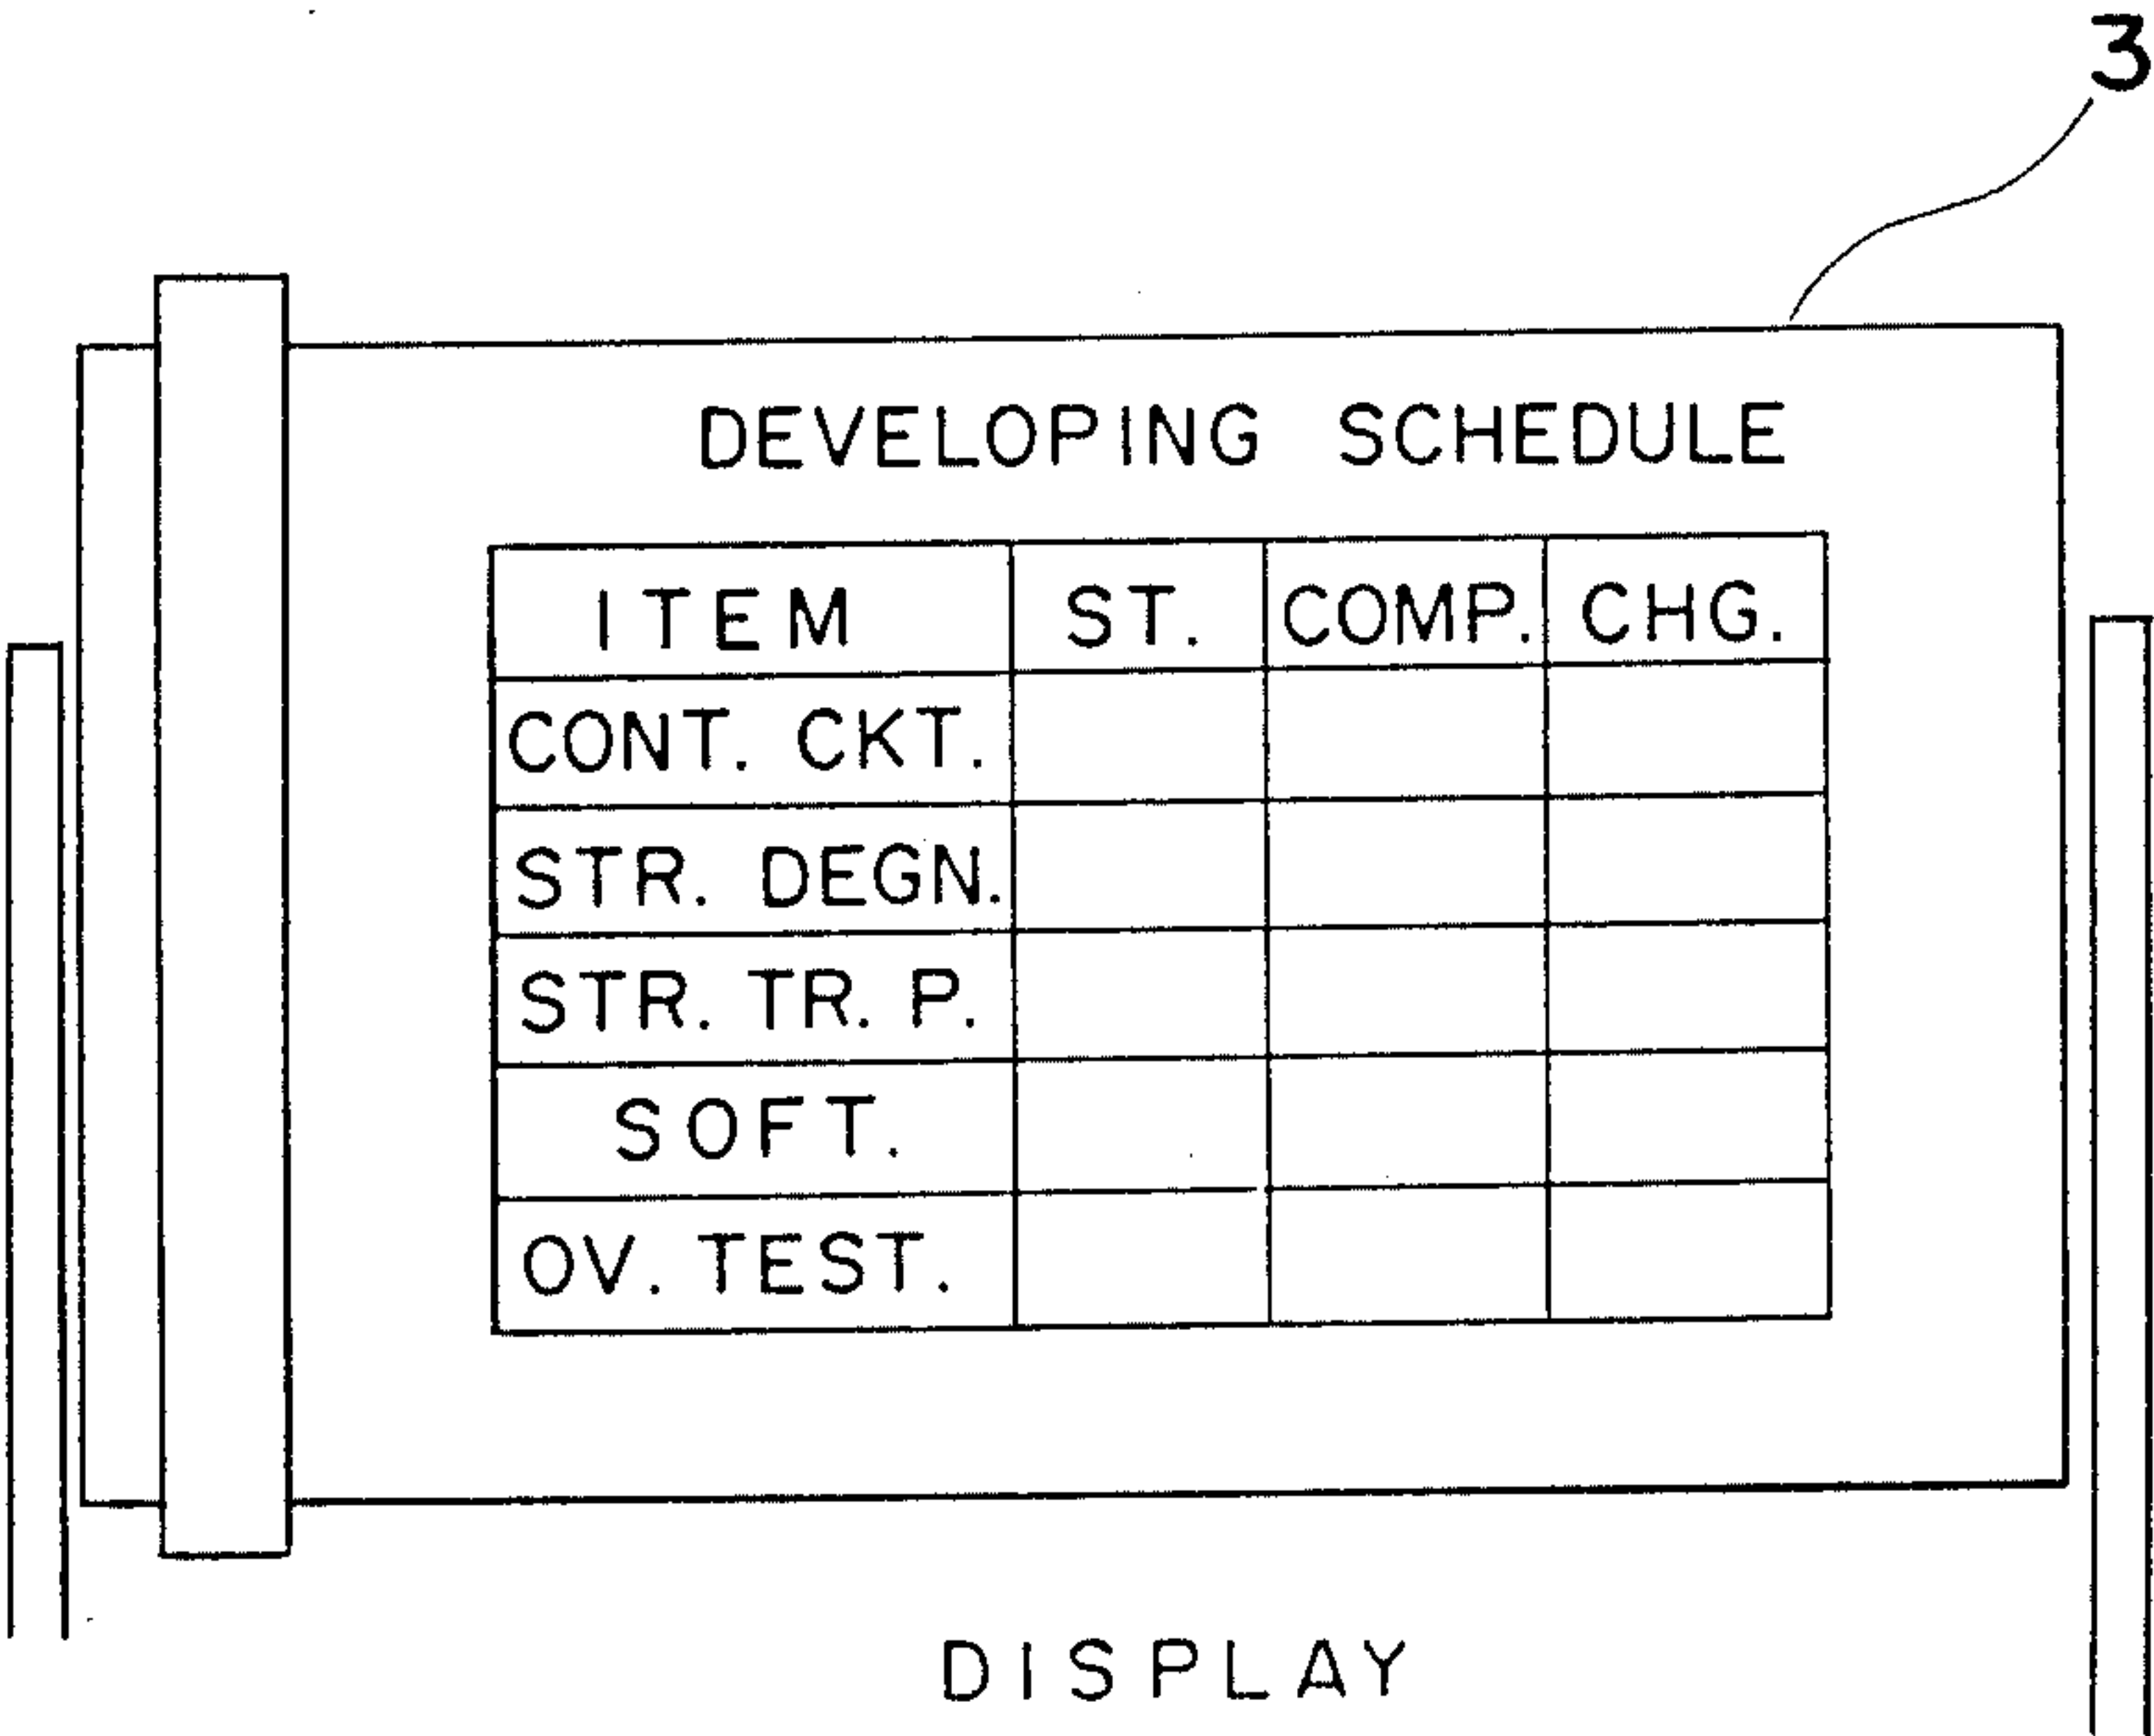 3
DEVELOPING SCHEDULE
ITEM ST. COMP. CHG.
CONT. CKT.
STR. DEGN.
STR. TR. P.
SOFT.
OV. TEST.
DISPLAY